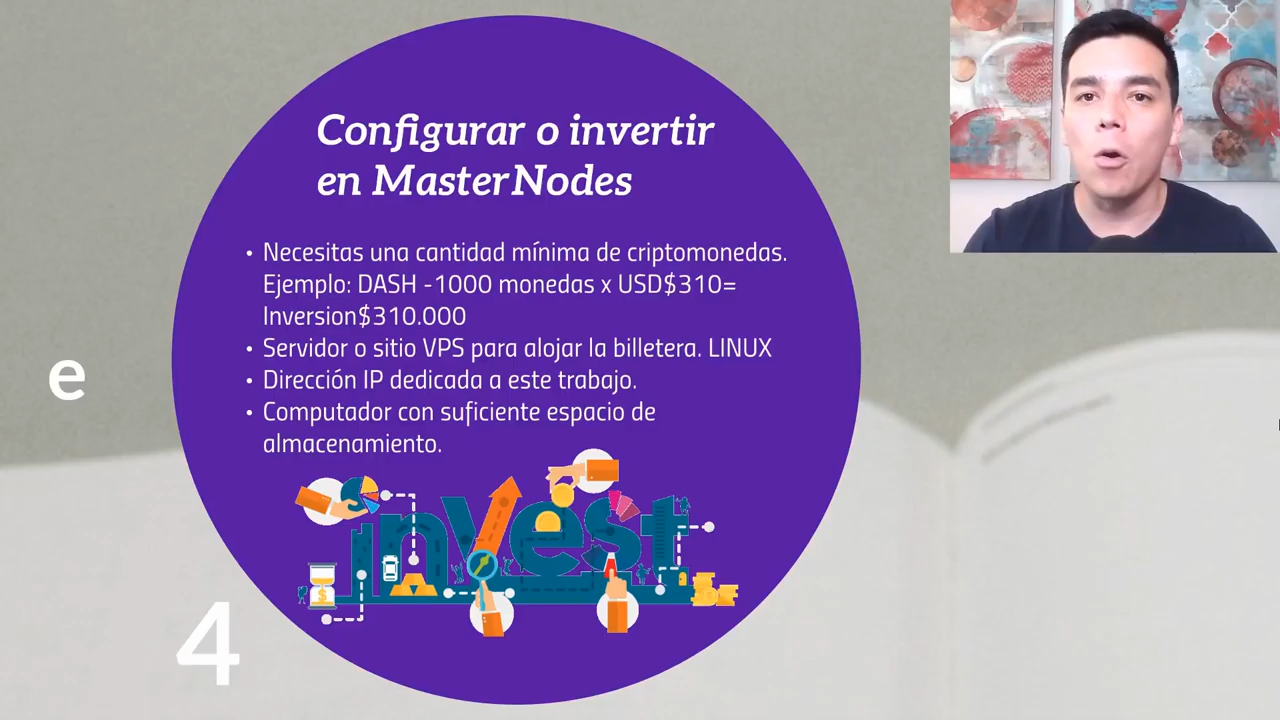 Configurar o invertir
en MasterNodes
• Necesitas una cantidad mínima de criptomonedas.
Ejemplo: DASH -1000 monedas x USD$310=
Inversion$310.000
• Servidor o sitio VPS para alojar la billetera. LINUX
• Dirección IP dedicada a este trabajo.
• Computador con suficiente espacio de
almacenamiento.
e
invest
$
4